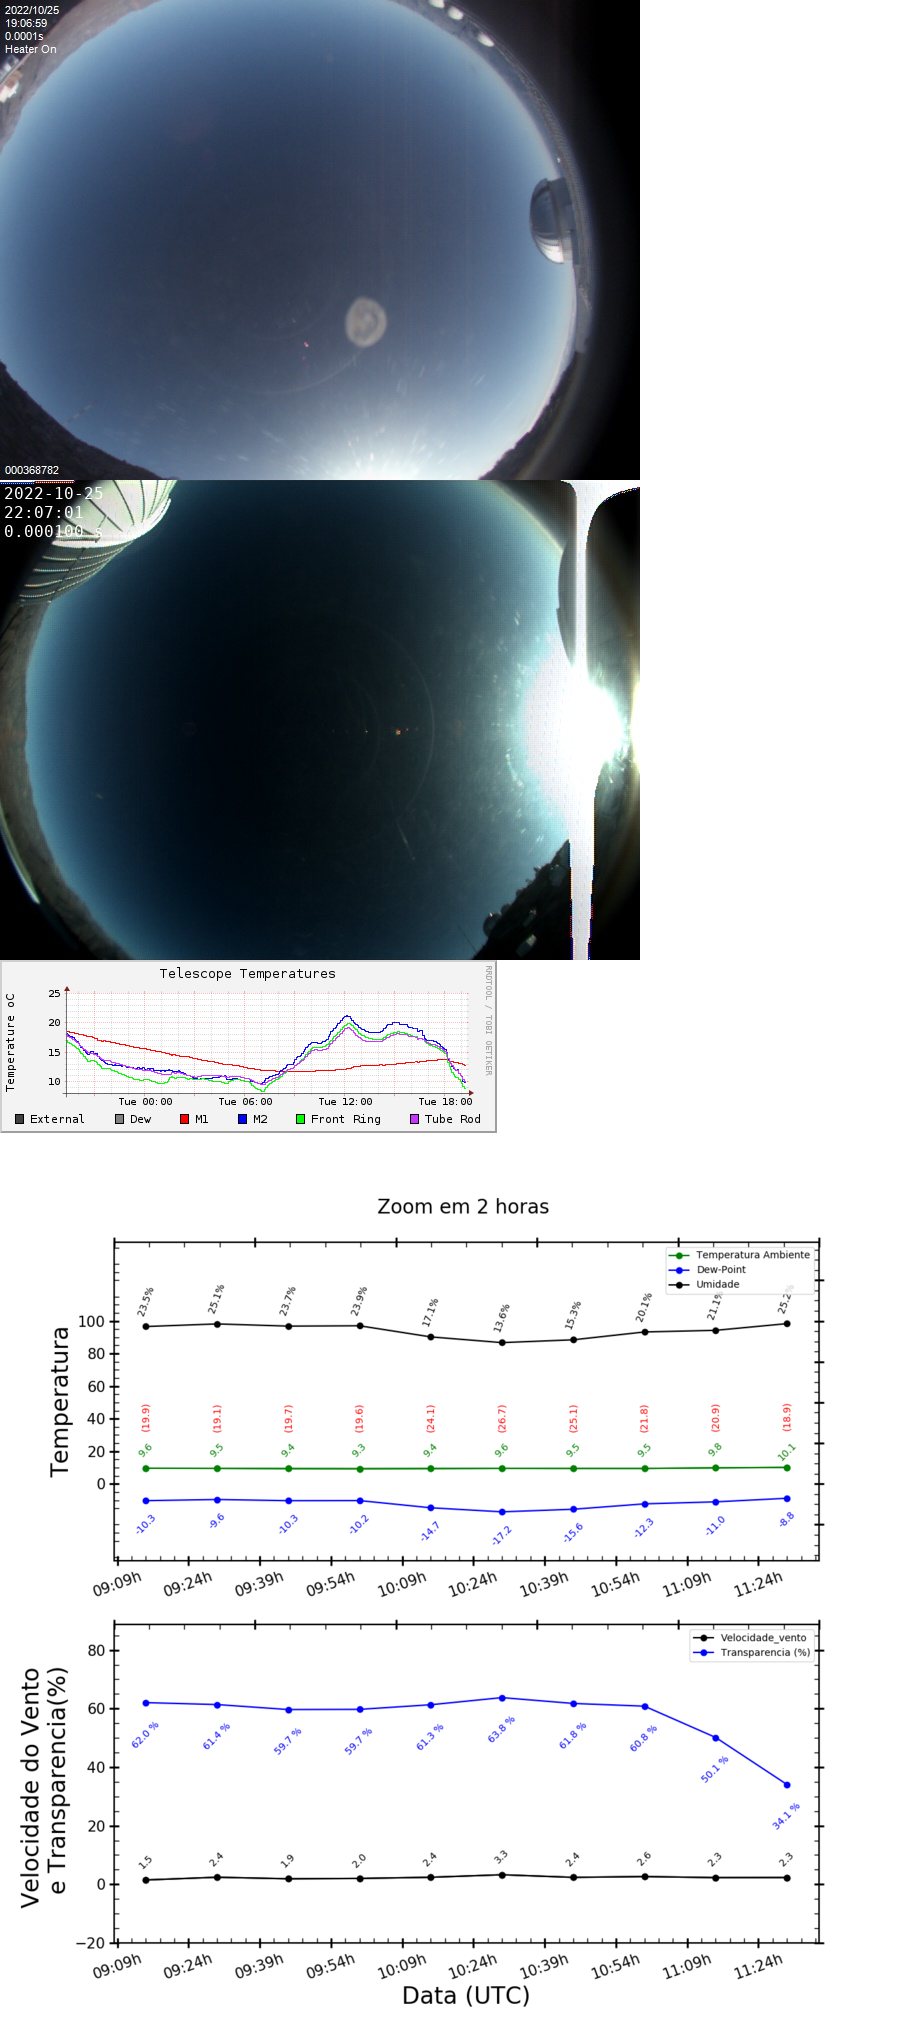 2022/10/25
19:06:59
0.0001s
Heater On
000368782
2022-10-25
22:07:01
0.000100 s
Telescope Temperatures
RRDTOOL / TOBI OETIKER
Temperature oC
25
20
15
10
Tue 00:00 Tue 06:00 Tue 12:00 Tue 18:00
External Dew M1 M2 Front Ring Tube Rod
Zoom em 2 horas
Temperatura Ambiente
Dew-Point
Umidade
Temperatura
100
80
60
40
20
0
23.5% 25.1% 23.7% 23.9% 17.1% 13.6% 15.3% 20.1% 21.1% 25.2%
(19.9) (19.1) (19.7) (19.6) (24.1) (26.7) (25.1) (21.8) (20.9) (18.9)
9.6 9.5 9.4 9.3 9.4 9.6 9.5 9.5 9.8 10.1
-10.3 -9.6 -10.3 -10.2 -14.7 -17.2 -15.6 -12.3 -11.0 -8.8
09:09h 09:24h 09:39h 09:54h 10:09h 10:24h 10:39h 10:54h 11:09h 11:24h
Velocidade_vento
Transparencia (%)
Velocidade do Vento
e Transparencia(%)
80
60
40
20
0
−20
62.0 % 61.4 % 59.7 % 59.7 % 61.3 % 63.8 % 61.8 % 60.8 % 50.1 % 34.1 %
1.5 2.4 1.9 2.0 2.4 3.3 2.4 2.6 2.3 2.3
09:09h 09:24h 09:39h 09:54h 10:09h 10:24h 10:39h 10:54h 11:09h 11:24h
Data (UTC)